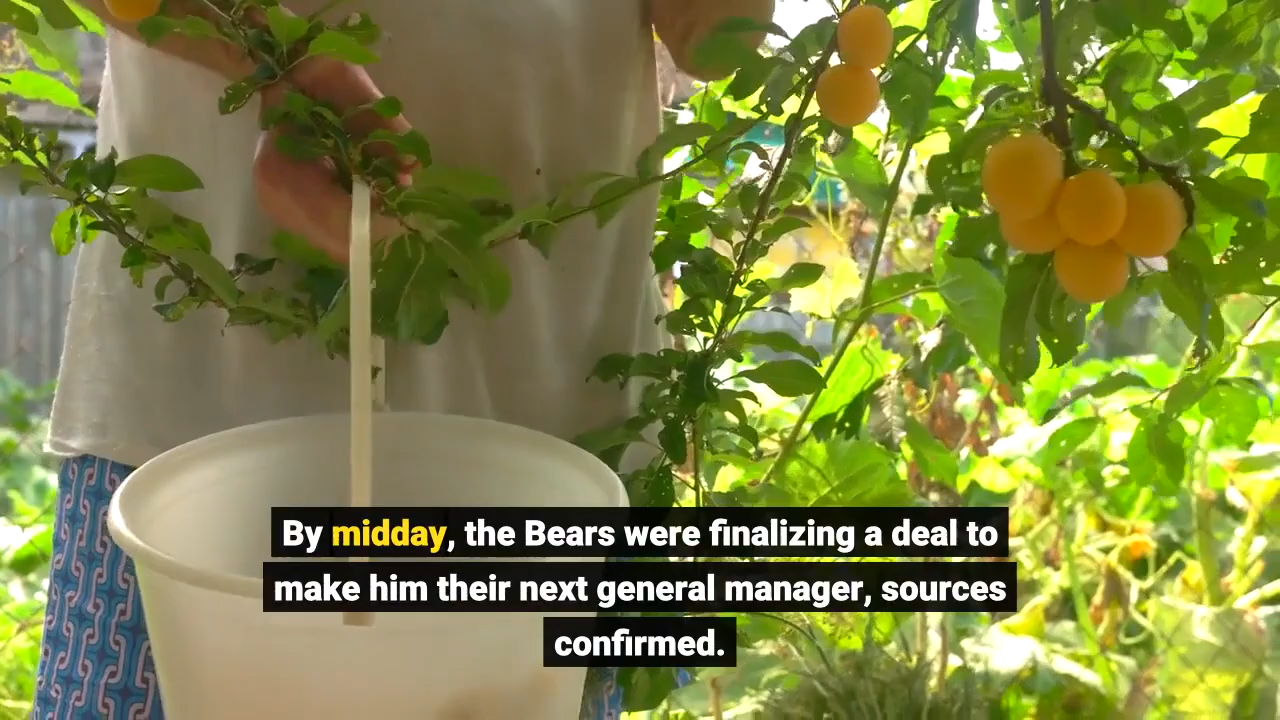 By midday, the Bears were finalizing a deal to
make him their next general manager, sources
confirmed.